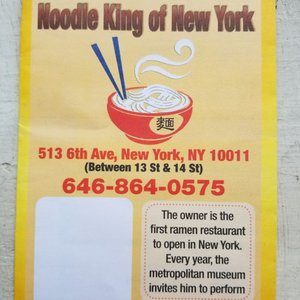 Noodle King of New York
麵
513 6th Ave, New York, NY 10011
(Between 13 St & 14 St)
646-864-0575
The owner is the
first ramen restaurant
to open in New York.
Every year, the
metropolitan museum
invites him to perform